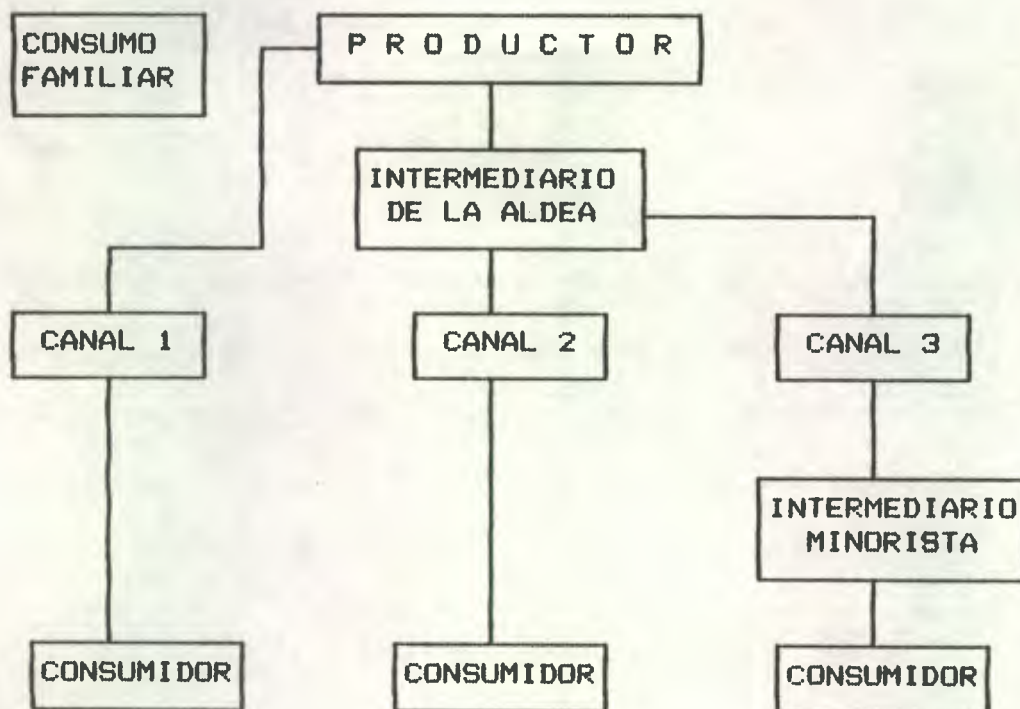 CONSUMO
FAMILIAR
P R O D U C T O R
INTERMEDIARIO
DE LA ALDEA
CANAL 1
CANAL 2
CANAL 3
INTERMEDIARIO
MINORISTA
CONSUMIDOR
CONSUMIDOR
CONSUMIDOR